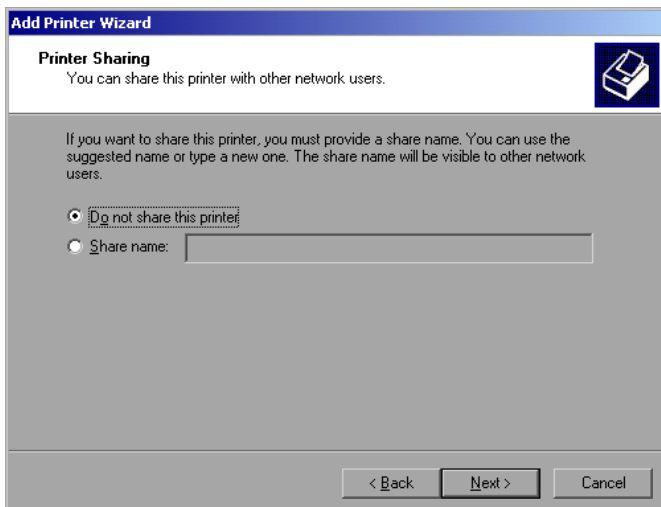 Add Printer Wizard
Printer Sharing
You can share this printer with other network users.
If you want to share this printer, you must provide a share name. You can use the
suggested name or type a new one. The share name will be visible to other network
users.
Do not share this printer
Share name:
< Back Next > Cancel